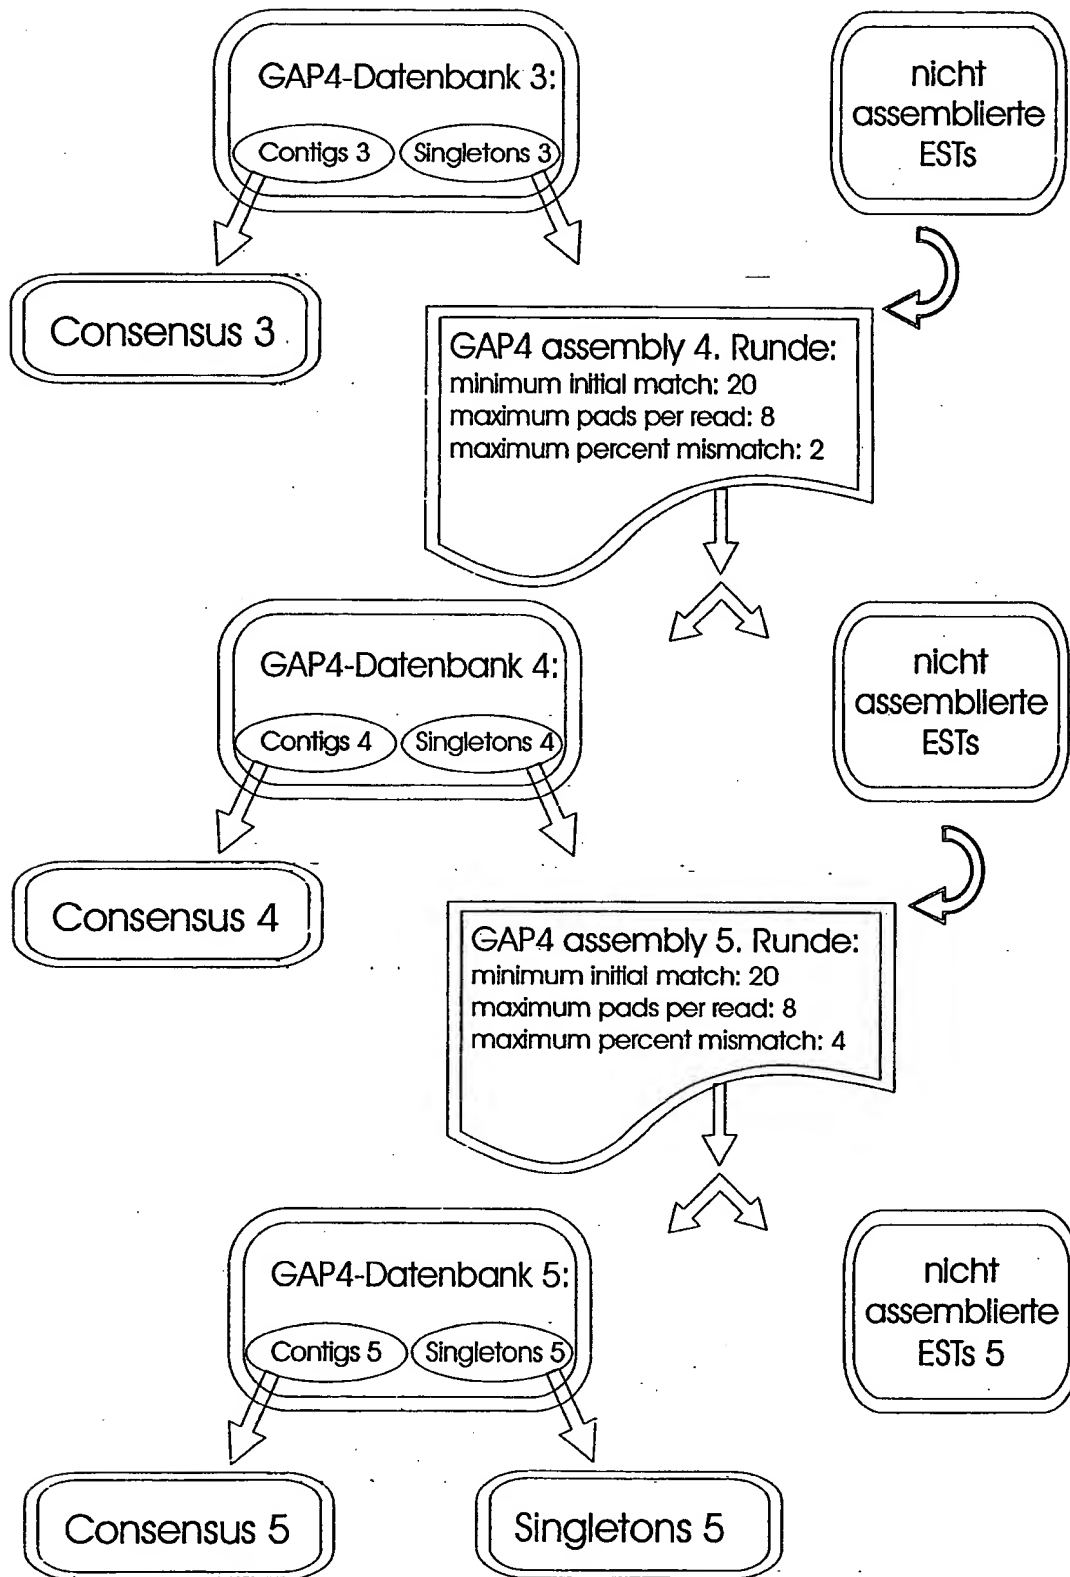 GAP4-Datenbank 3:
Contigs 3
Singletons 3
nicht
assemblierte
ESTs
Consensus 3
GAP4 assembly 4. Runde:
minimum initial match: 20
maximum pads per read: 8
maximum percent mismatch: 2
GAP4-Datenbank 4:
Contigs 4
Singletons 4
nicht
assemblierte
ESTs
Consensus 4
GAP4 assembly 5. Runde:
minimum initial match: 20
maximum pads per read: 8
maximum percent mismatch: 4
GAP4-Datenbank 5:
Contigs 5
Singletons 5
nicht
assemblierte
ESTs 5
Consensus 5
Singletons 5